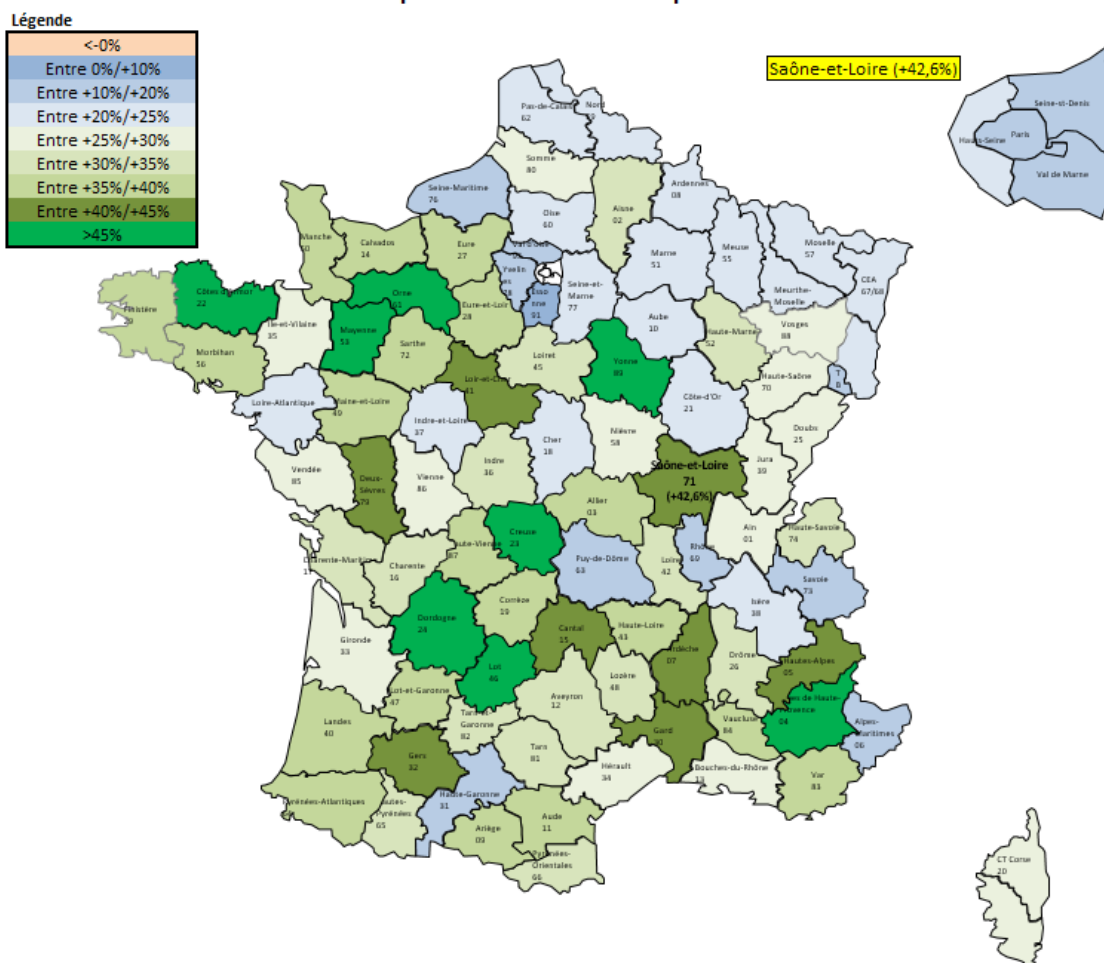 Légende
<-0%
Entre 0%/+10%
Entre +10%/+20%
Entre +20%/+25%
Entre +25%/+30%
Entre +30%/+35%
Entre +35%/+40%
Entre +40%/+45%
>45%
Saône-et-Loire (+42,6%)
Seine-st-Denis
Paris
Val de Marne
Pas-de-Calais
62
Nord
Somme
80
Seine-Maritime
76
Oise
60
Aisne
02
Ardennes
08
Manche
50
Calvados
14
Eure
27
Marne
51
Meuse
55
Moselle
57
CEA
67/68
Meurthe-
Moselle
Yvelin
es
78
Esso
nne
91
Seine-et-
Marne
77
Aube
10
Haute-Marne
52
Vosges
88
Finistère
Côtes d'Armor
22
Morbihan
56
Ile-et-Vilaine
35
Mayenne
53
Orne
61
Sarthe
72
Eure-et-Loir
28
Loiret
45
Yonne
89
Haute-Saône
70
T
B
Loire-Atlantique
Maine-et-Loire
49
Indre-et-Loire
37
Loir-et-Cher
41
Cher
18
Nièvre
58
Côte-d'Or
21
Doubs
25
Jura
39
Vendée
85
Deux-
Sèvres
79
Vienne
86
Indre
36
Allier
03
Saône-et-Loire
71
(+42,6%)
Ain
01
Haute-Savoie
74
Charente
16
Creuse
23
Puy-de-Dôme
63
Loire
42
Rhône
69
Savoie
73
Isère
38
Gironde
33
Dordogne
24
Corrèze
19
Cantal
15
Haute-Loire
43
07
Drôme
26
Hautes-Alpes
05
Lot-et-Garonne
47
Lot
46
Aveyron
12
Lozère
48
Gard
30
Vaucluse
84
04
Alpes-
Maritimes
06
Landes
40
Gers
32
Tarn-et
Garonne
82
Tarn
81
Hérault
34
Bouches-du-Rhône
13
Var
83
Pyrénées-Atlantiques
Hautes-
Pyrénées
65
Haute-Garonne
31
Ariège
09
Aude
11
Pyrénées-
Orientales
66
CT Corse
20